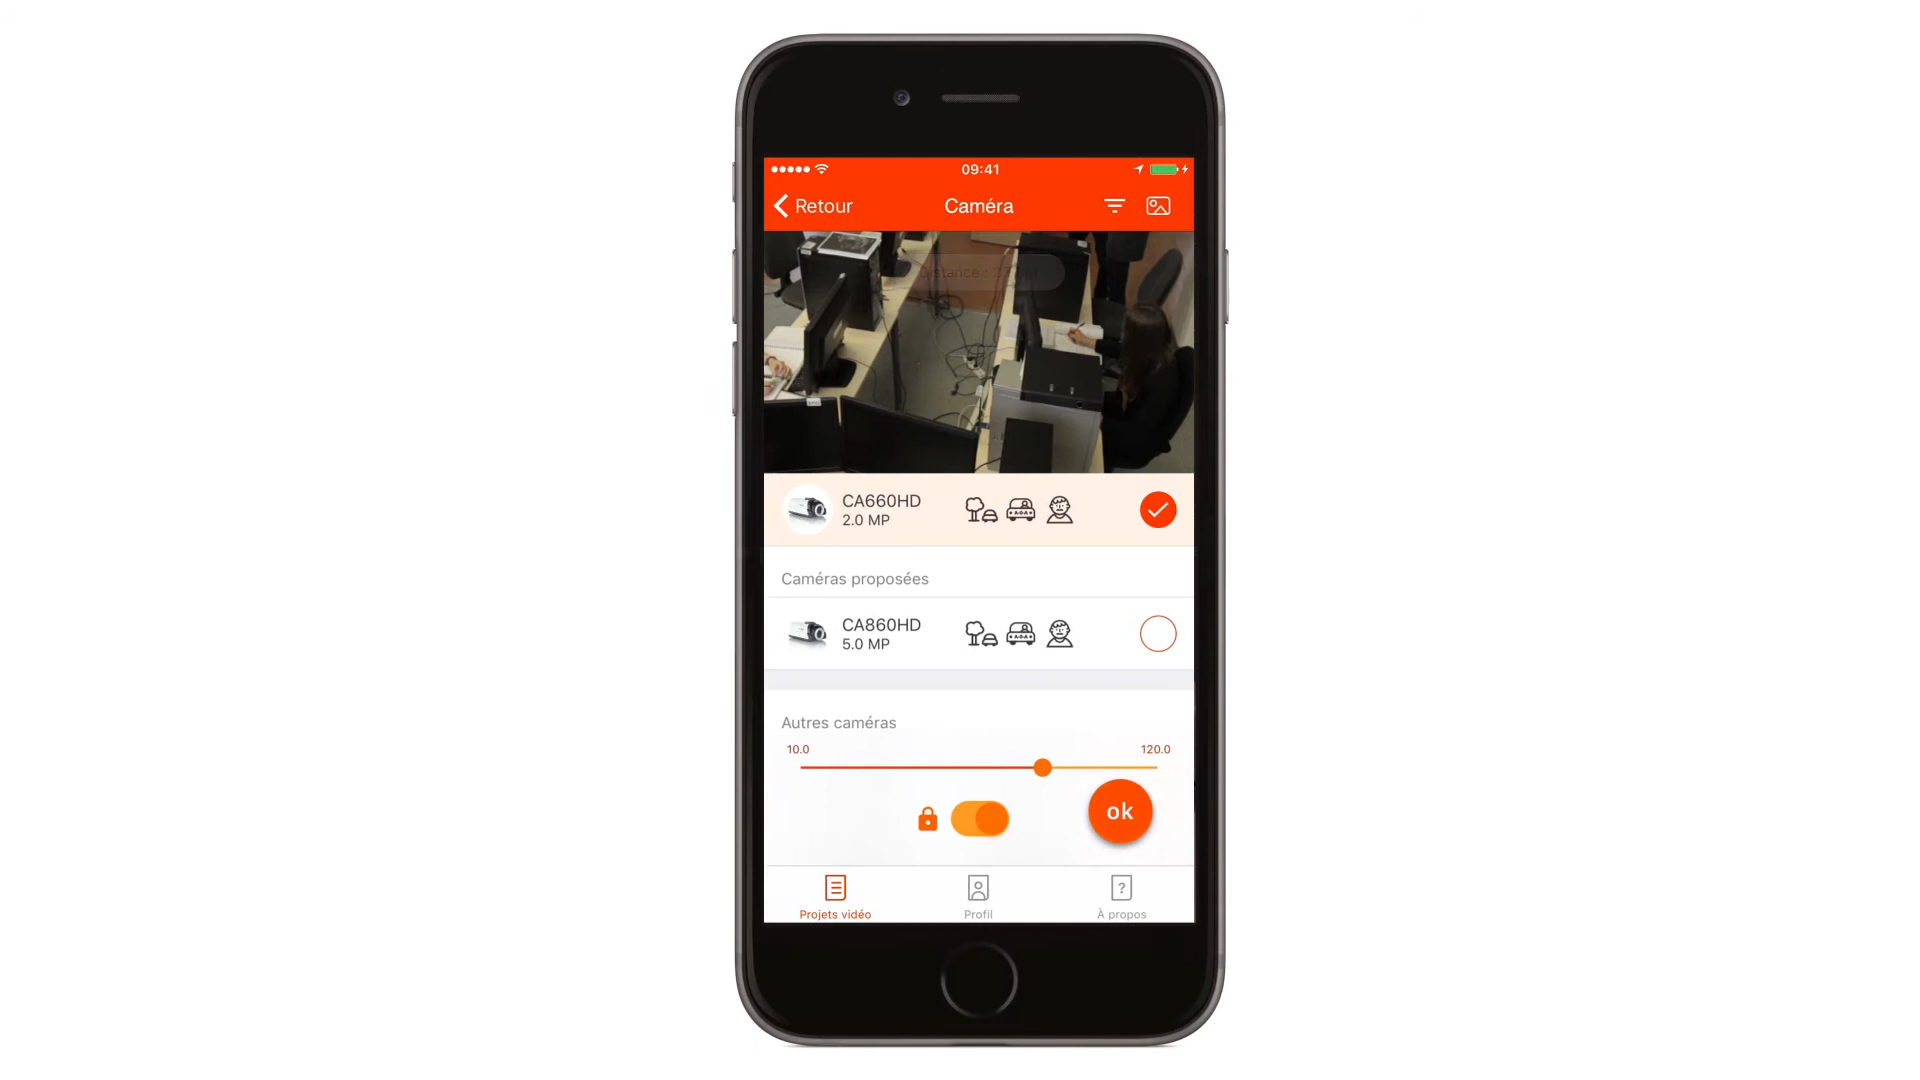 09:41
Retour
Caméra
Distance :
CA660HD
2.0 MP
Caméras proposées
CA860HD
5.0 MP
Autres caméras
10.0
120.0
ok
Projets vidéo
Profil
?
À propos